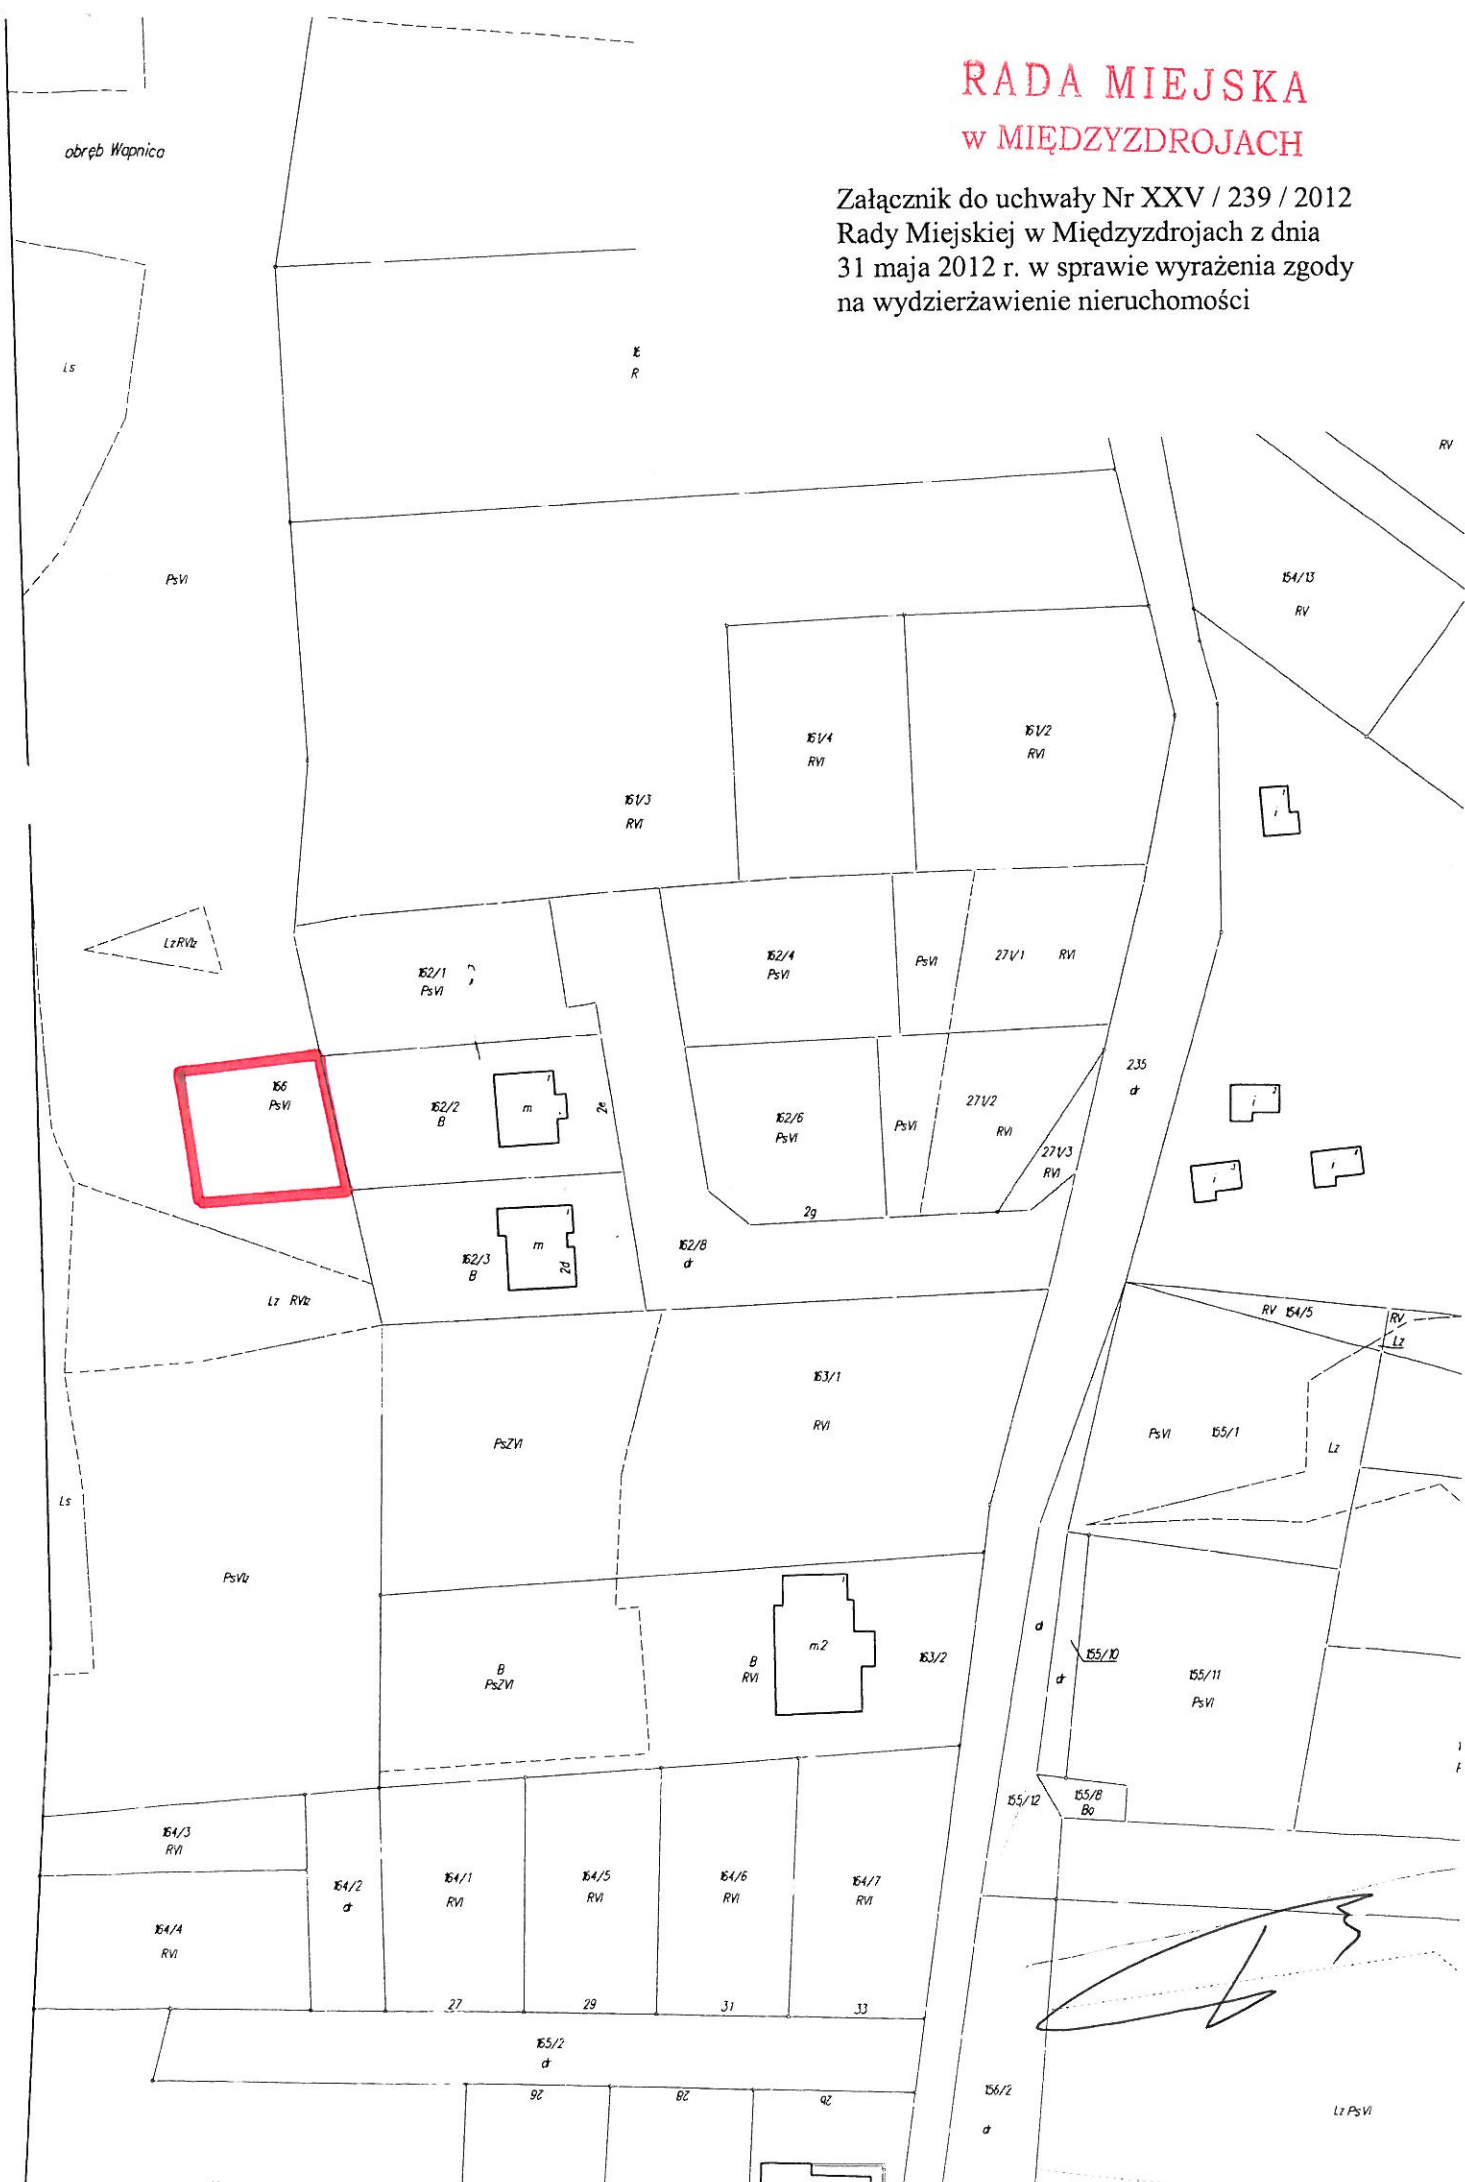 RADA MIEJSKA
w MIĘDZYZDROJACH
Załącznik do uchwały Nr XXV / 239 / 2012
Rady Miejskiej w Międzyzdrojach z dnia
31 maja 2012 r. w sprawie wyrażenia zgody
na wydzierżawienie nieruchomości
obręb Wapnica
Ls
R
RV
PsVI
154/13
RV
161/4
RVI
161/2
RVI
161/3
RVI
LzRVIz
162/1
PsVI
162/4
PsVI
PsVI
271/1 RVI
166
PsVI
162/2
B
m
2e
162/6
PsVI
PsVI
271/2
RVI
271/3
RVI
235
dr
i
i
i
i
2g
162/3
B
m
2d
162/8
dr
Lz RVIz
RV 154/5
RV
Lz
163/1
RVI
PsZVI
PsVI 155/1
Lz
Ls
PsVIz
B
PsZVI
B
RVI
m2
163/2
d
dr
155/10
155/11
PsVI
155/12
155/8
Bo
164/3
RVI
164/2
dr
164/1
RVI
164/5
RVI
164/6
RVI
164/7
RVI
164/4
RVI
27
29
31
33
165/2
dr
26
28
156/2
dr
Lz PsVI